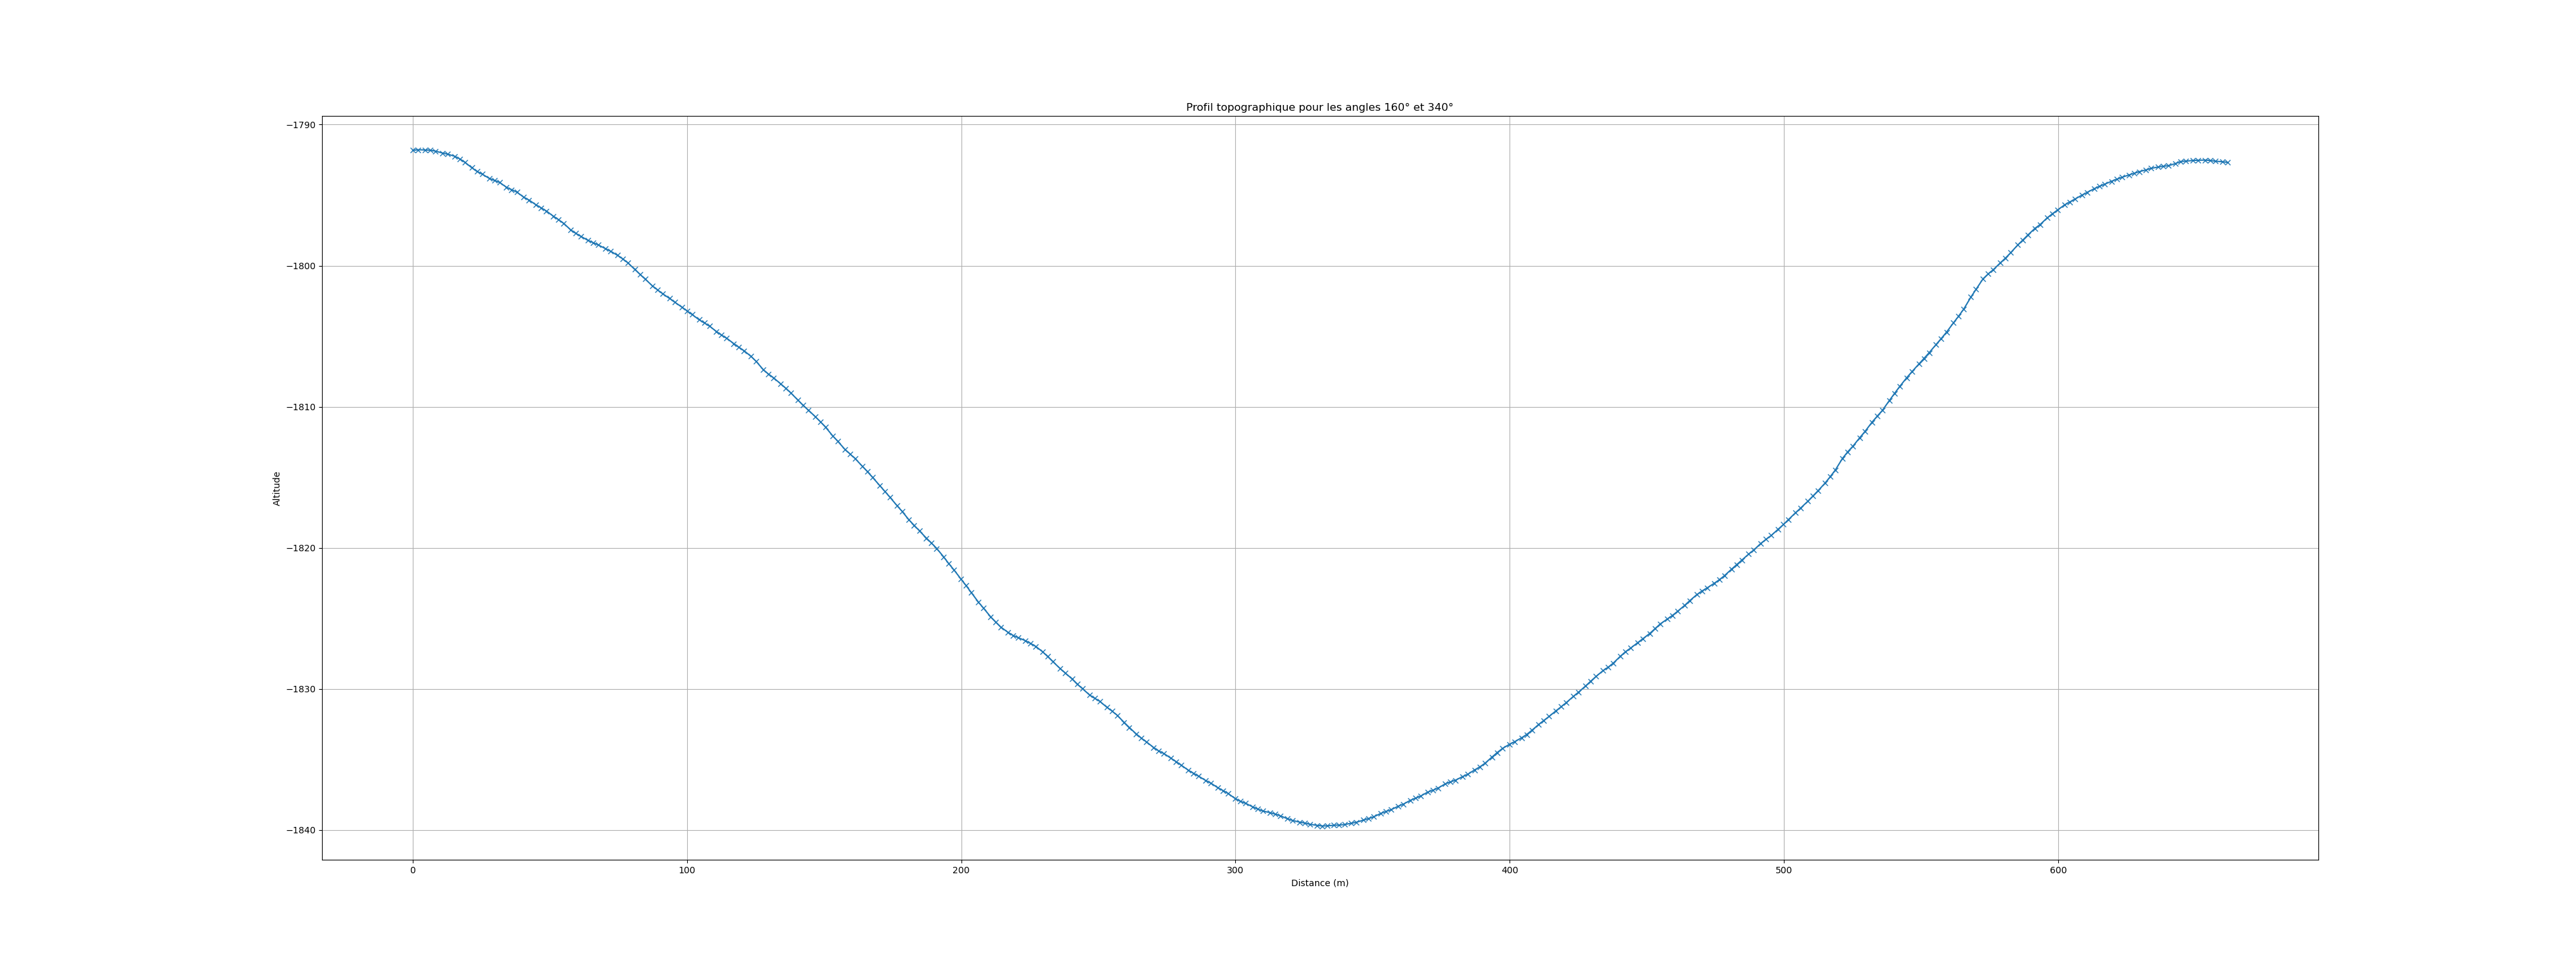 Profil topographique pour les angles 160° et 340°
−1790
−1800
−1810
−1820
−1830
−1840
Altitude
0 100 200 300 400 500 600
Distance (m)